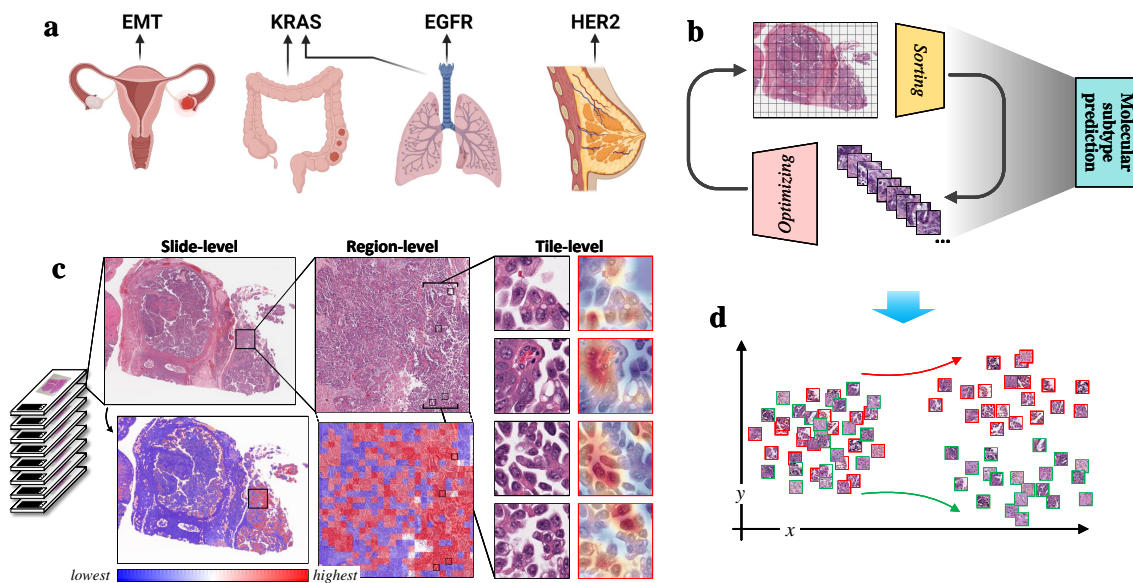 a
EMT
KRAS
EGFR
HER2
b
Sorting
Optimizing
Molecular
subtype
prediction
...
c
Slide-level
Region-level
Tile-level
lowest
highest
d
y
x